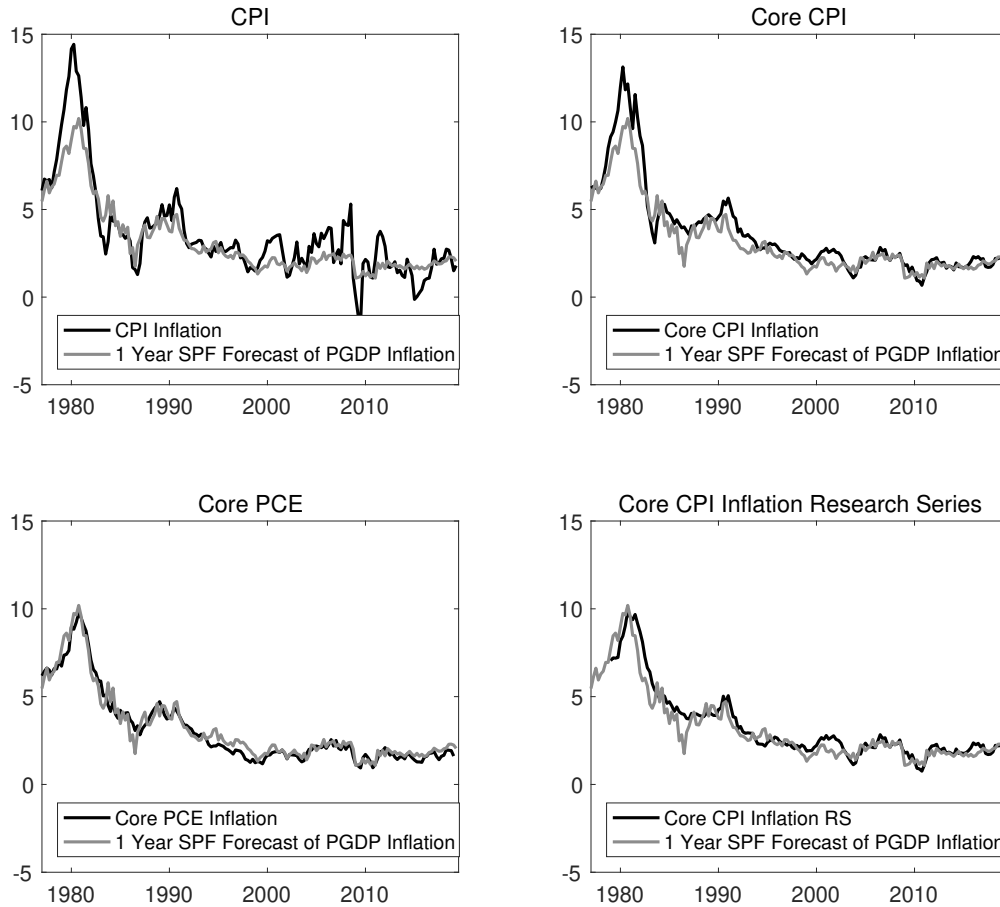 CPI
15
10
5
0
-5
CPI Inflation
1 Year SPF Forecast of PGDP Inflation
1980 1990 2000 2010
Core CPI
15
10
5
0
-5
Core CPI Inflation
1 Year SPF Forecast of PGDP Inflation
1980 1990 2000 2010
Core PCE
15
10
5
0
-5
Core PCE Inflation
1 Year SPF Forecast of PGDP Inflation
1980 1990 2000 2010
Core CPI Inflation Research Series
15
10
5
0
-5
Core CPI Inflation RS
1 Year SPF Forecast of PGDP Inflation
1980 1990 2000 2010